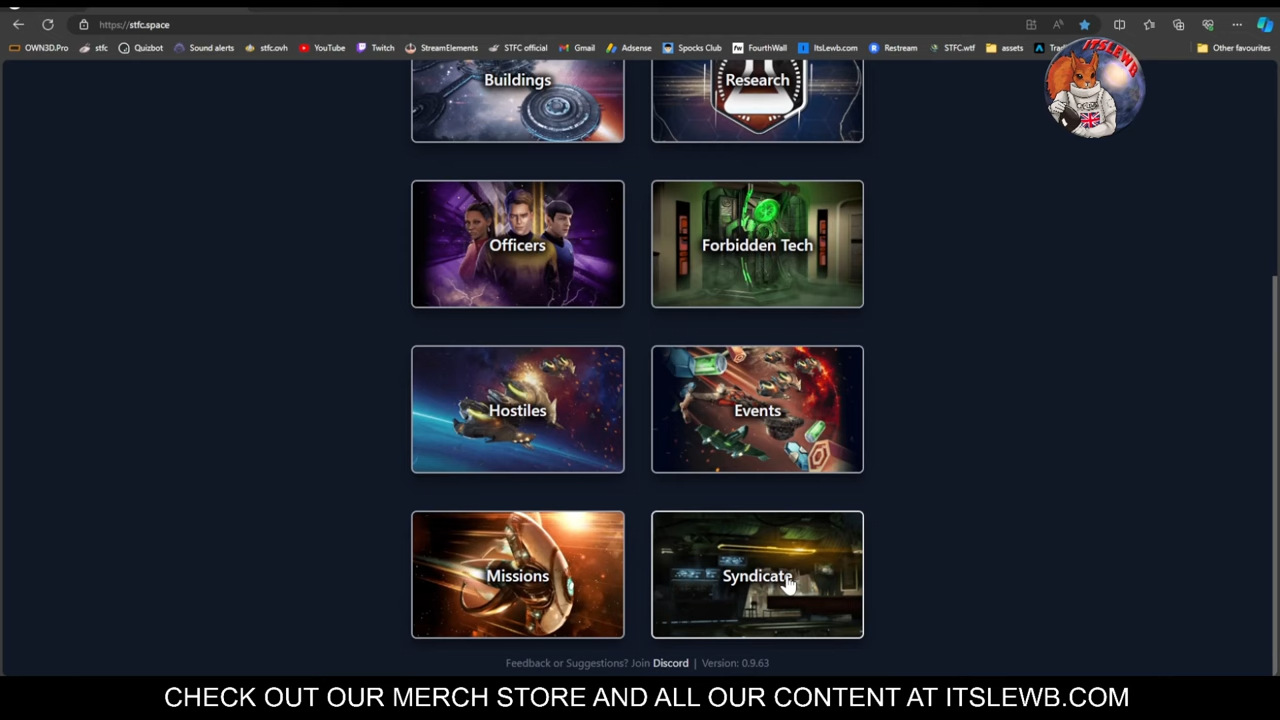 https://stfc.space
OWN3D.Pro stfc Quizbot Sound alerts stfc.ovh YouTube Twitch StreamElements STFC official Gmail Adsense Spocks Club FourthWall ItsLewb.com Restream STFC.wtf assets Other favourites
ITSLEWB
Buildings Research
Officers Forbidden Tech
Hostiles Events
Missions Syndicate
Feedback or Suggestions? Join Discord | Version: 0.9.63
CHECK OUT OUR MERCH STORE AND ALL OUR CONTENT AT ITSLEWB.COM